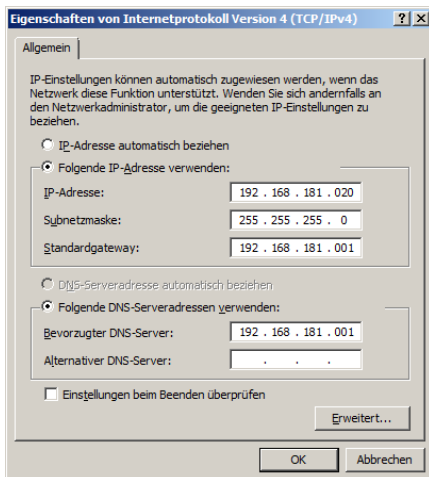 Eigenschaften von Internetprotokoll Version 4 (TCP/IPv4)
Allgemein
IP-Einstellungen können automatisch zugewiesen werden, wenn das
Netzwerk diese Funktion unterstützt. Wenden Sie sich andernfalls an
den Netzwerkadministrator, um die geeigneten IP-Einstellungen zu
beziehen.
IP-Adresse automatisch beziehen
Folgende IP-Adresse verwenden:
IP-Adresse: 192 . 168 . 181 . 020
Subnetzmaske: 255 . 255 . 255 . 0
Standardgateway: 192 . 168 . 181 . 001
DNS-Serveradresse automatisch beziehen
Folgende DNS-Serveradressen verwenden:
Bevorzugter DNS-Server: 192 . 168 . 181 . 001
Alternativer DNS-Server: . . .
Einstellungen beim Beenden überprüfen
Erweitert...
OK Abbrechen